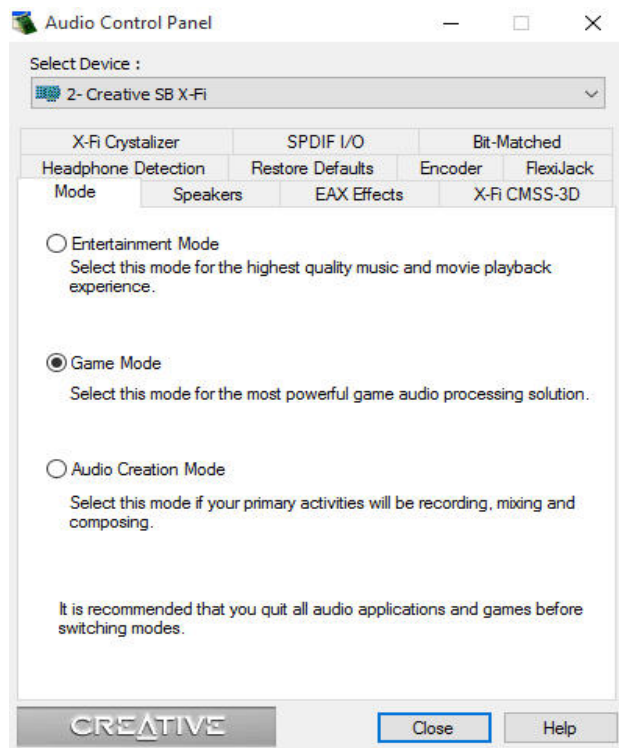 Audio Control Panel
Select Device :
2- Creative SB X-Fi
X-Fi Crystalizer SPDIF I/O Bit-Matched
Headphone Detection Restore Defaults Encoder FlexiJack
Mode Speakers EAX Effects X-Fi CMSS-3D
Entertainment Mode
Select this mode for the highest quality music and movie playback
experience.
Game Mode
Select this mode for the most powerful game audio processing solution.
Audio Creation Mode
Select this mode if your primary activities will be recording, mixing and
composing.
It is recommended that you quit all audio applications and games before
switching modes.
CREATIVE Close Help